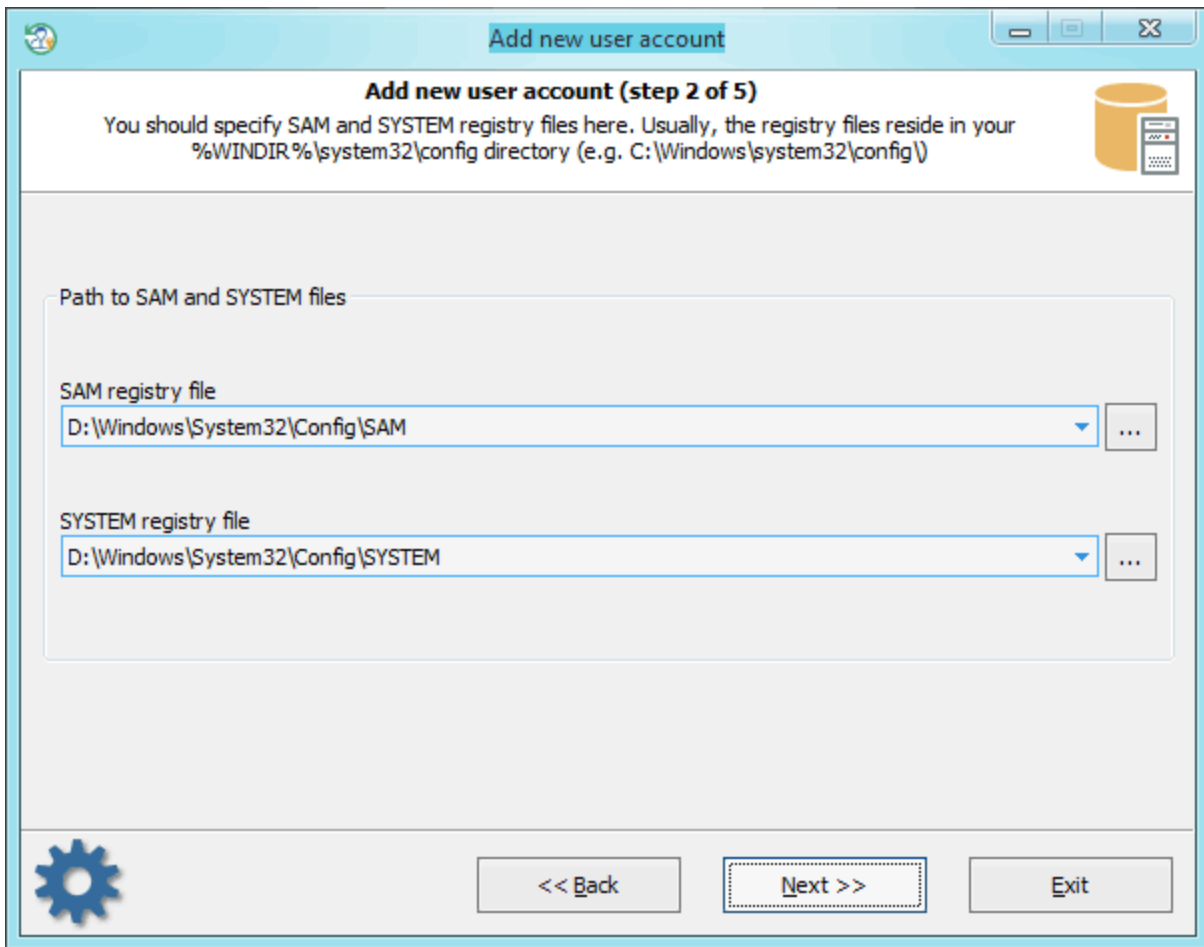 Add new user account
Add new user account (step 2 of 5)
You should specify SAM and SYSTEM registry files here. Usually, the registry files reside in your
%WINDIR%\system32\config directory (e.g. C:\Windows\system32\config\)
Path to SAM and SYSTEM files
SAM registry file
D:\Windows\System32\Config\SAM
...
SYSTEM registry file
D:\Windows\System32\Config\SYSTEM
...
<< Back
Next >>
Exit